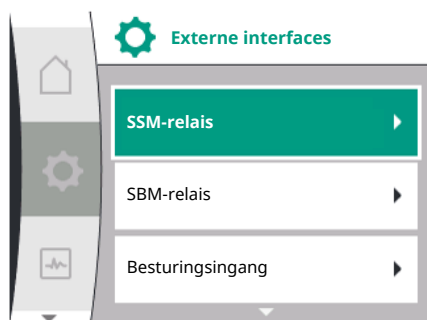 Externe interfaces
SSM-relais
SBM-relais
Besturingsingang